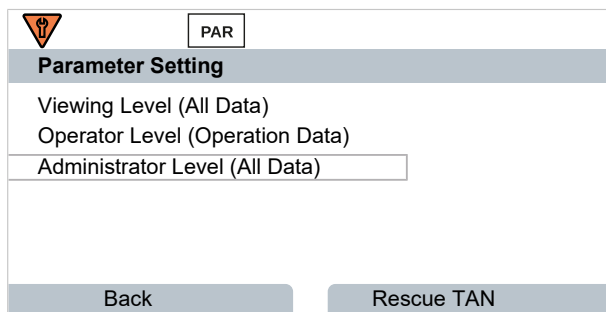 PAR
Parameter Setting
Viewing Level (All Data)
Operator Level (Operation Data)
Administrator Level (All Data)
Back Rescue TAN